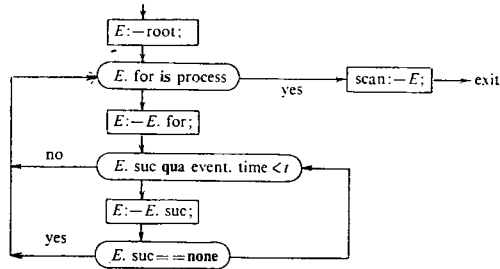 E:—root;
E. for is process
yes
scan:—E;
exit
E:—E. for;
no
E. suc qua event. time<t
E:—E. suc;
yes
E. suc==none